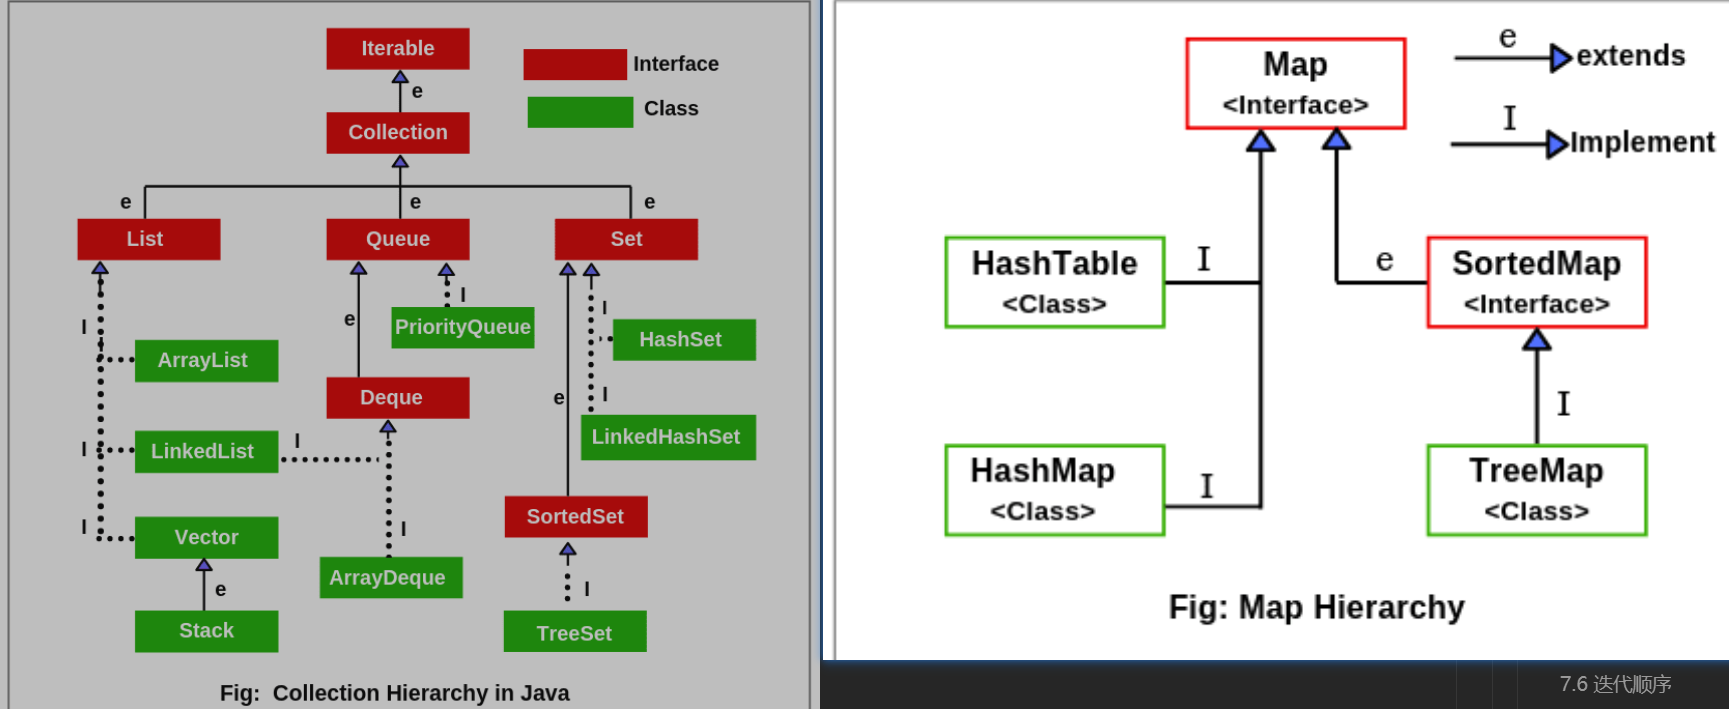 Iterable
Interface
e
Class
Collection
e
e
e
List
Queue
Set
I
I
I
e
PriorityQueue
HashSet
ArrayList
Deque
e
I
LinkedHashSet
I
I
LinkedList
SortedSet
I
I
Vector
ArrayDeque
I
e
Stack
TreeSet
Fig: Collection Hierarchy in Java
Map
<Interface>
e
extends
I
Implement
HashTable
<Class>
I
e
SortedMap
<Interface>
I
HashMap
<Class>
I
TreeMap
<Class>
Fig: Map Hierarchy
7.6 迭代顺序